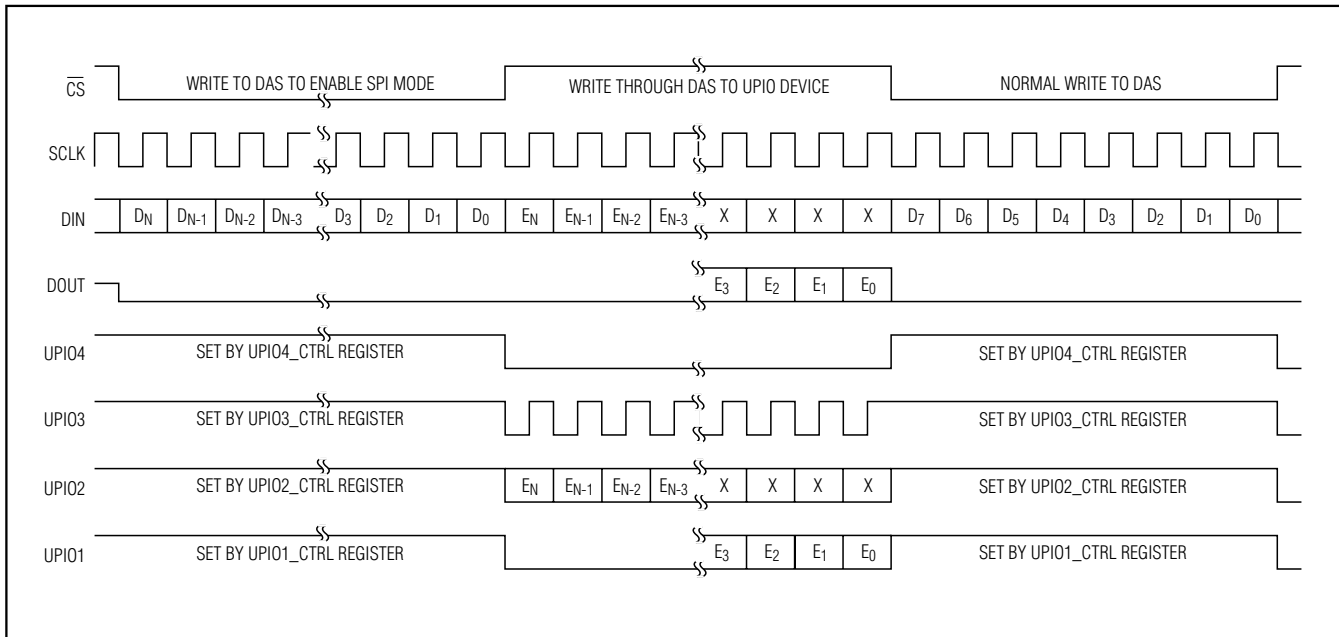 CS WRITE TO DAS TO ENABLE SPI MODE WRITE THROUGH DAS TO UPIO DEVICE NORMAL WRITE TO DAS
SCLK
DIN DN DN-1 DN-2 DN-3 D3 D2 D1 D0 EN EN-1 EN-2 EN-3 X X X X D7 D6 D5 D4 D3 D2 D1 D0
DOUT E3 E2 E1 E0
UPIO4 SET BY UPIO4_CTRL REGISTER SET BY UPIO4_CTRL REGISTER
UPIO3 SET BY UPIO3_CTRL REGISTER SET BY UPIO3_CTRL REGISTER
UPIO2 SET BY UPIO2_CTRL REGISTER EN EN-1 EN-2 EN-3 X X X X SET BY UPIO2_CTRL REGISTER
UPIO1 SET BY UPIO1_CTRL REGISTER E3 E2 E1 E0 SET BY UPIO1_CTRL REGISTER